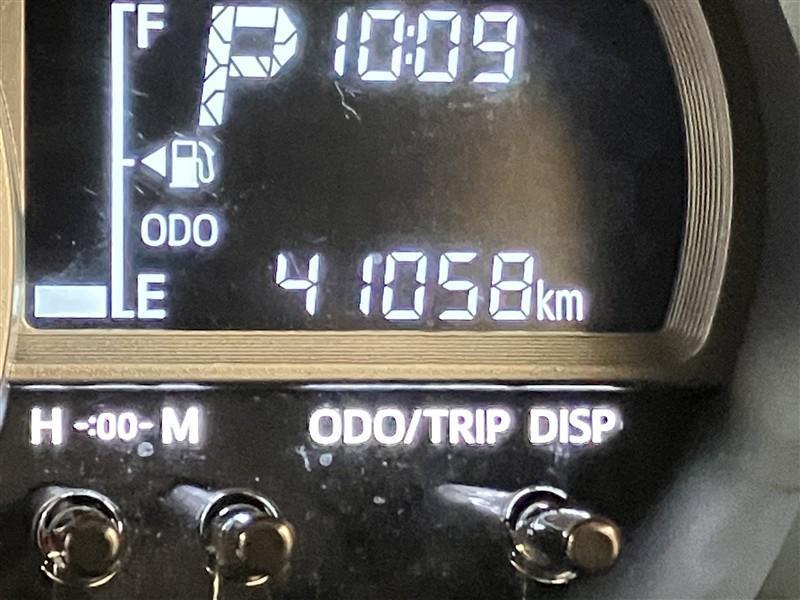 F P 10:09
ODO
E 41058km
H -:00- M ODO/TRIP DISP